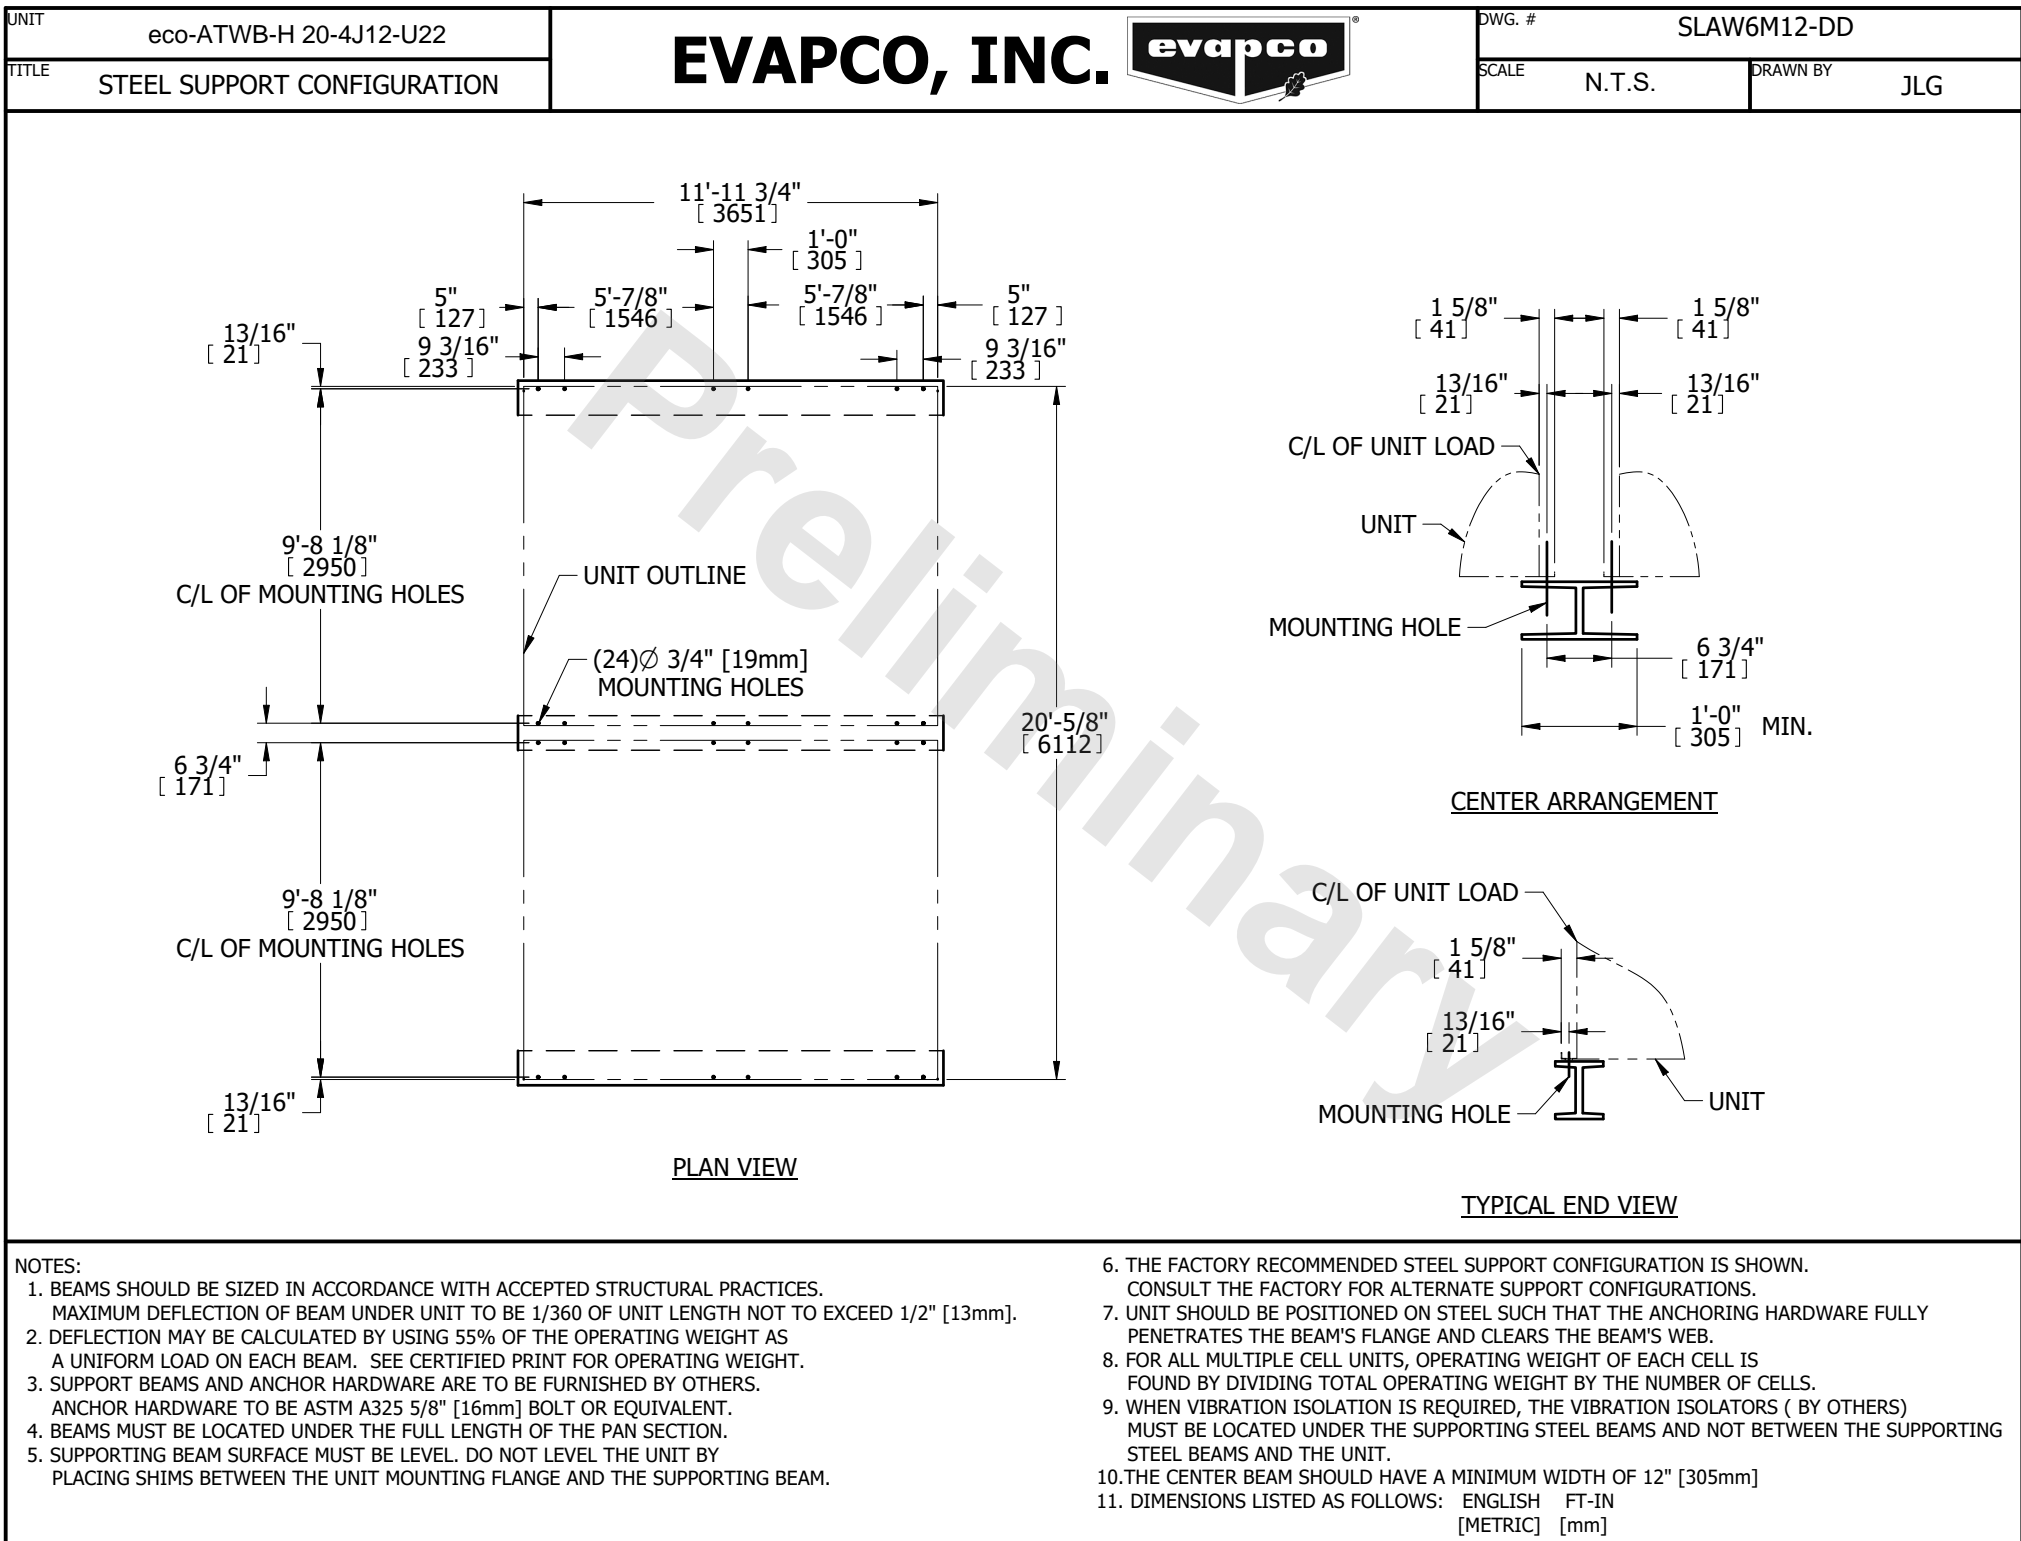 UNIT
eco-ATWB-H 20-4J12-U22
TITLE
STEEL SUPPORT CONFIGURATION
EVAPCO, INC.
evapco
®
DWG. #
SLAW6M12-DD
SCALE
N.T.S.
DRAWN BY
JLG
11'-11 3/4"
[ 3651 ]
1'-0"
[ 305 ]
5"
[ 127 ]
5'-7/8"
[ 1546 ]
5'-7/8"
[ 1546 ]
5"
[ 127 ]
13/16"
[ 21 ]
9 3/16"
[ 233 ]
9 3/16"
[ 233 ]
9'-8 1/8"
[ 2950 ]
C/L OF MOUNTING HOLES
UNIT OUTLINE
(24)∅ 3/4" [19mm]
MOUNTING HOLES
20'-5/8"
[ 6112 ]
6 3/4"
[ 171 ]
9'-8 1/8"
[ 2950 ]
C/L OF MOUNTING HOLES
13/16"
[ 21 ]
PLAN VIEW
1 5/8"
[ 41 ]
1 5/8"
[ 41 ]
13/16"
[ 21 ]
13/16"
[ 21 ]
C/L OF UNIT LOAD
UNIT
MOUNTING HOLE
6 3/4"
[ 171 ]
1'-0"
[ 305 ]
MIN.
CENTER ARRANGEMENT
C/L OF UNIT LOAD
1 5/8"
[ 41 ]
13/16"
[ 21 ]
MOUNTING HOLE
UNIT
TYPICAL END VIEW
Preliminary
NOTES:
1. BEAMS SHOULD BE SIZED IN ACCORDANCE WITH ACCEPTED STRUCTURAL PRACTICES.
MAXIMUM DEFLECTION OF BEAM UNDER UNIT TO BE 1/360 OF UNIT LENGTH NOT TO EXCEED 1/2" [13mm].
2. DEFLECTION MAY BE CALCULATED BY USING 55% OF THE OPERATING WEIGHT AS
A UNIFORM LOAD ON EACH BEAM. SEE CERTIFIED PRINT FOR OPERATING WEIGHT.
3. SUPPORT BEAMS AND ANCHOR HARDWARE ARE TO BE FURNISHED BY OTHERS.
ANCHOR HARDWARE TO BE ASTM A325 5/8" [16mm] BOLT OR EQUIVALENT.
4. BEAMS MUST BE LOCATED UNDER THE FULL LENGTH OF THE PAN SECTION.
5. SUPPORTING BEAM SURFACE MUST BE LEVEL. DO NOT LEVEL THE UNIT BY
PLACING SHIMS BETWEEN THE UNIT MOUNTING FLANGE AND THE SUPPORTING BEAM.
6. THE FACTORY RECOMMENDED STEEL SUPPORT CONFIGURATION IS SHOWN.
CONSULT THE FACTORY FOR ALTERNATE SUPPORT CONFIGURATIONS.
7. UNIT SHOULD BE POSITIONED ON STEEL SUCH THAT THE ANCHORING HARDWARE FULLY
PENETRATES THE BEAM'S FLANGE AND CLEARS THE BEAM'S WEB.
8. FOR ALL MULTIPLE CELL UNITS, OPERATING WEIGHT OF EACH CELL IS
FOUND BY DIVIDING TOTAL OPERATING WEIGHT BY THE NUMBER OF CELLS.
9. WHEN VIBRATION ISOLATION IS REQUIRED, THE VIBRATION ISOLATORS ( BY OTHERS)
MUST BE LOCATED UNDER THE SUPPORTING STEEL BEAMS AND NOT BETWEEN THE SUPPORTING
STEEL BEAMS AND THE UNIT.
10.THE CENTER BEAM SHOULD HAVE A MINIMUM WIDTH OF 12" [305mm]
11. DIMENSIONS LISTED AS FOLLOWS: ENGLISH FT-IN
[METRIC] [mm]